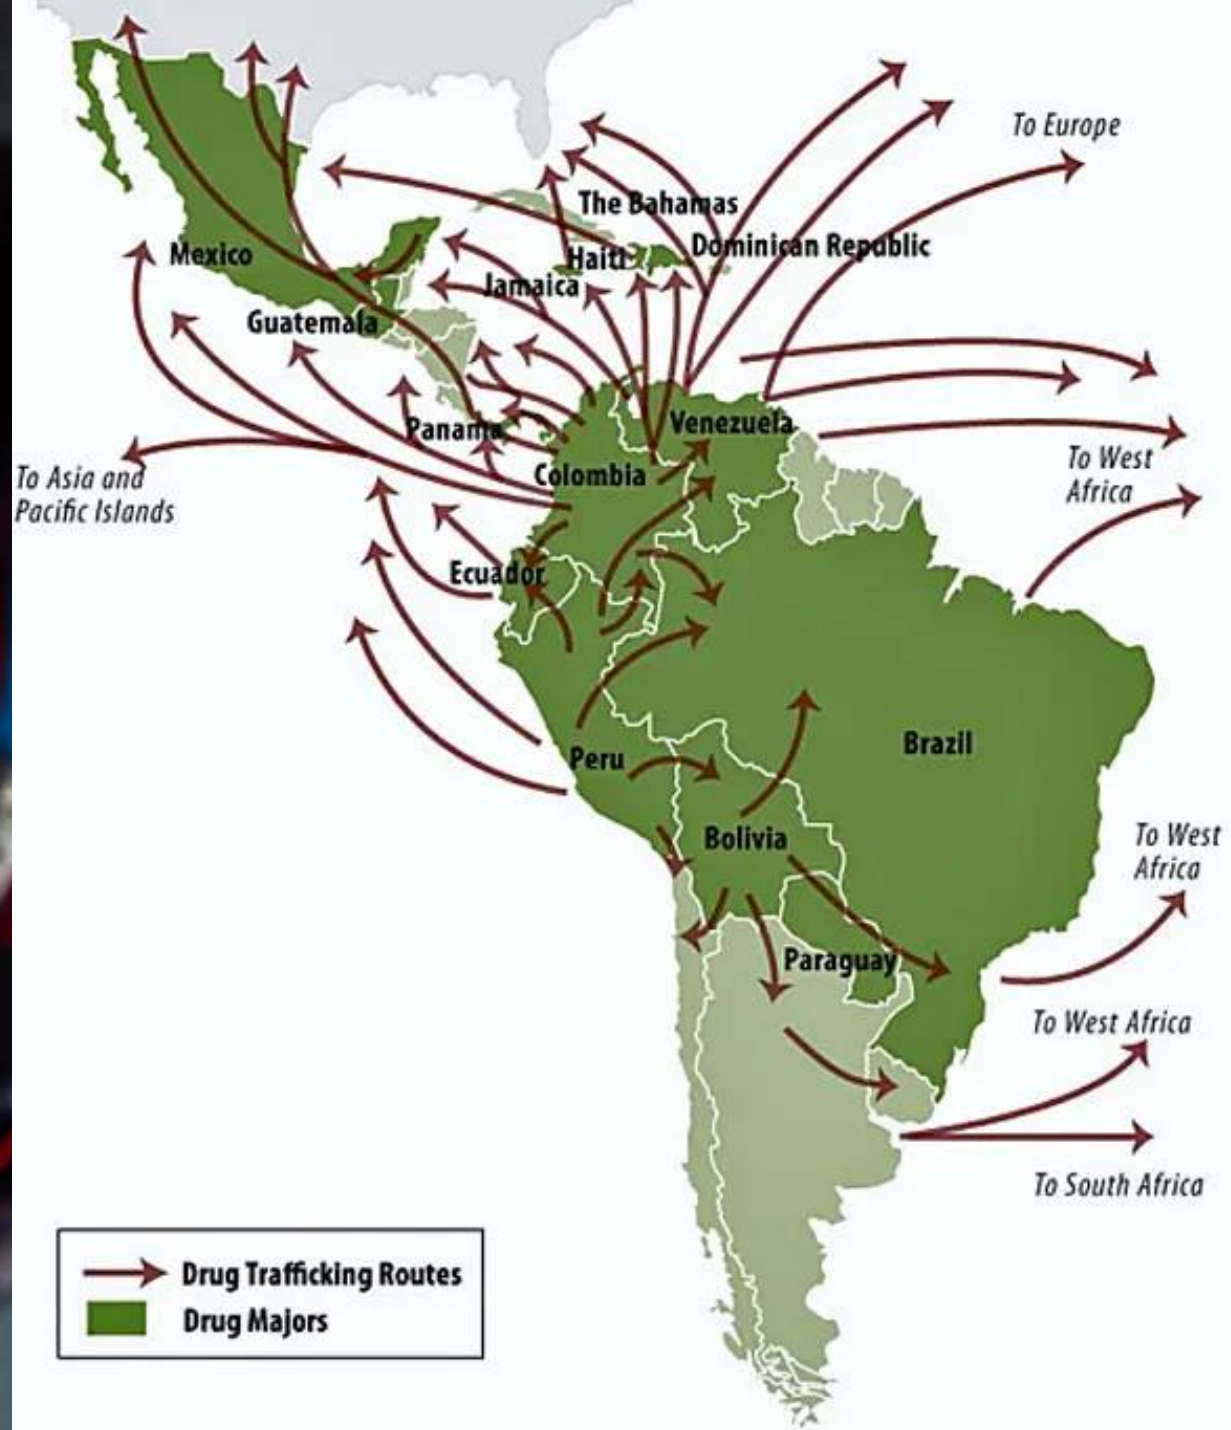 To Europe
The Bahamas
Dominican Republic
Mexico
Haiti
Jamaica
Guatemala
Panama
Venezuela
Colombia
To West
Africa
To Asia and
Pacific Islands
Ecuador
Brazil
Peru
Bolivia
To West
Africa
Paraguay
To West Africa
To South Africa
Drug Trafficking Routes
Drug Majors